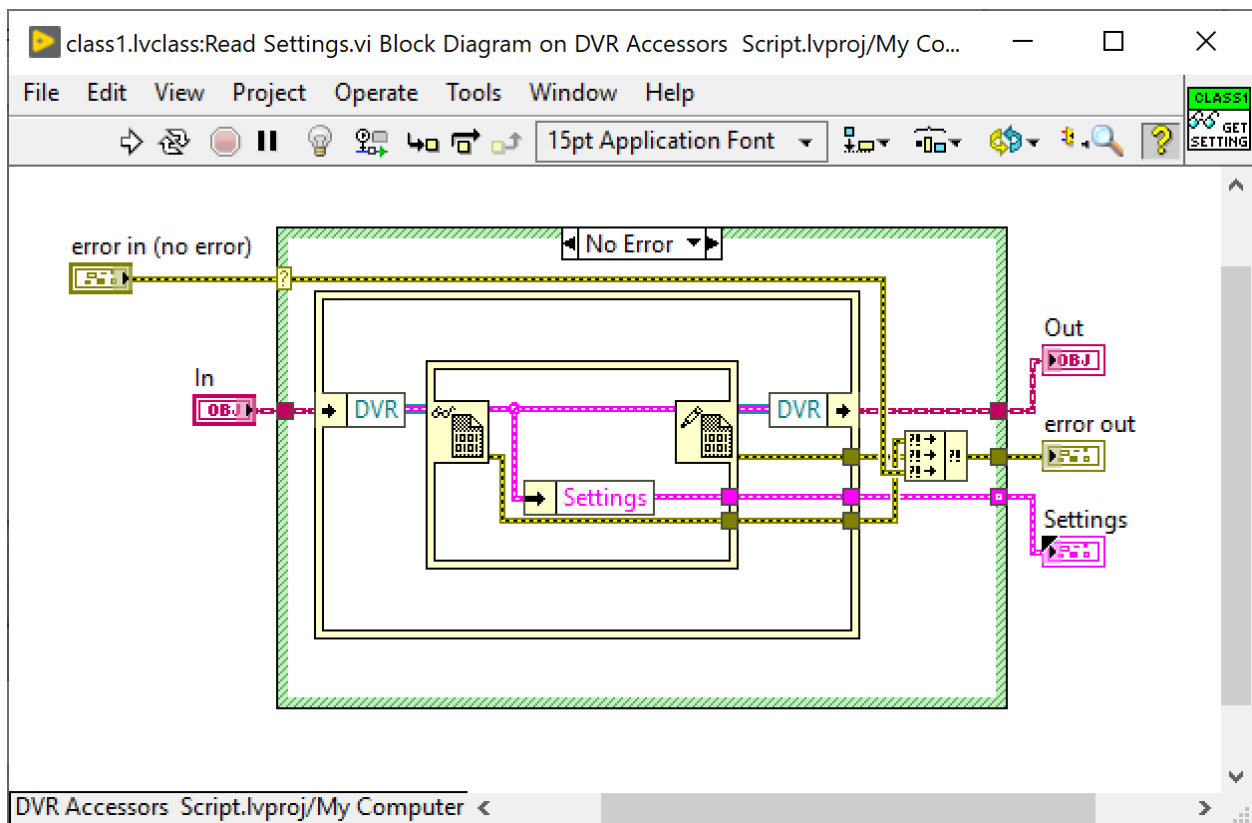 class1.lvclass:Read Settings.vi Block Diagram on DVR Accessors  Script.lvproj/My Co...
File Edit View Project Operate Tools Window Help
CLASS1
GET
SETTING
15pt Application Font
?
error in (no error)
No Error
?
In
OBJ
DVR
DVR
Settings
Out
OBJ
error out
Settings
DVR Accessors  Script.lvproj/My Computer